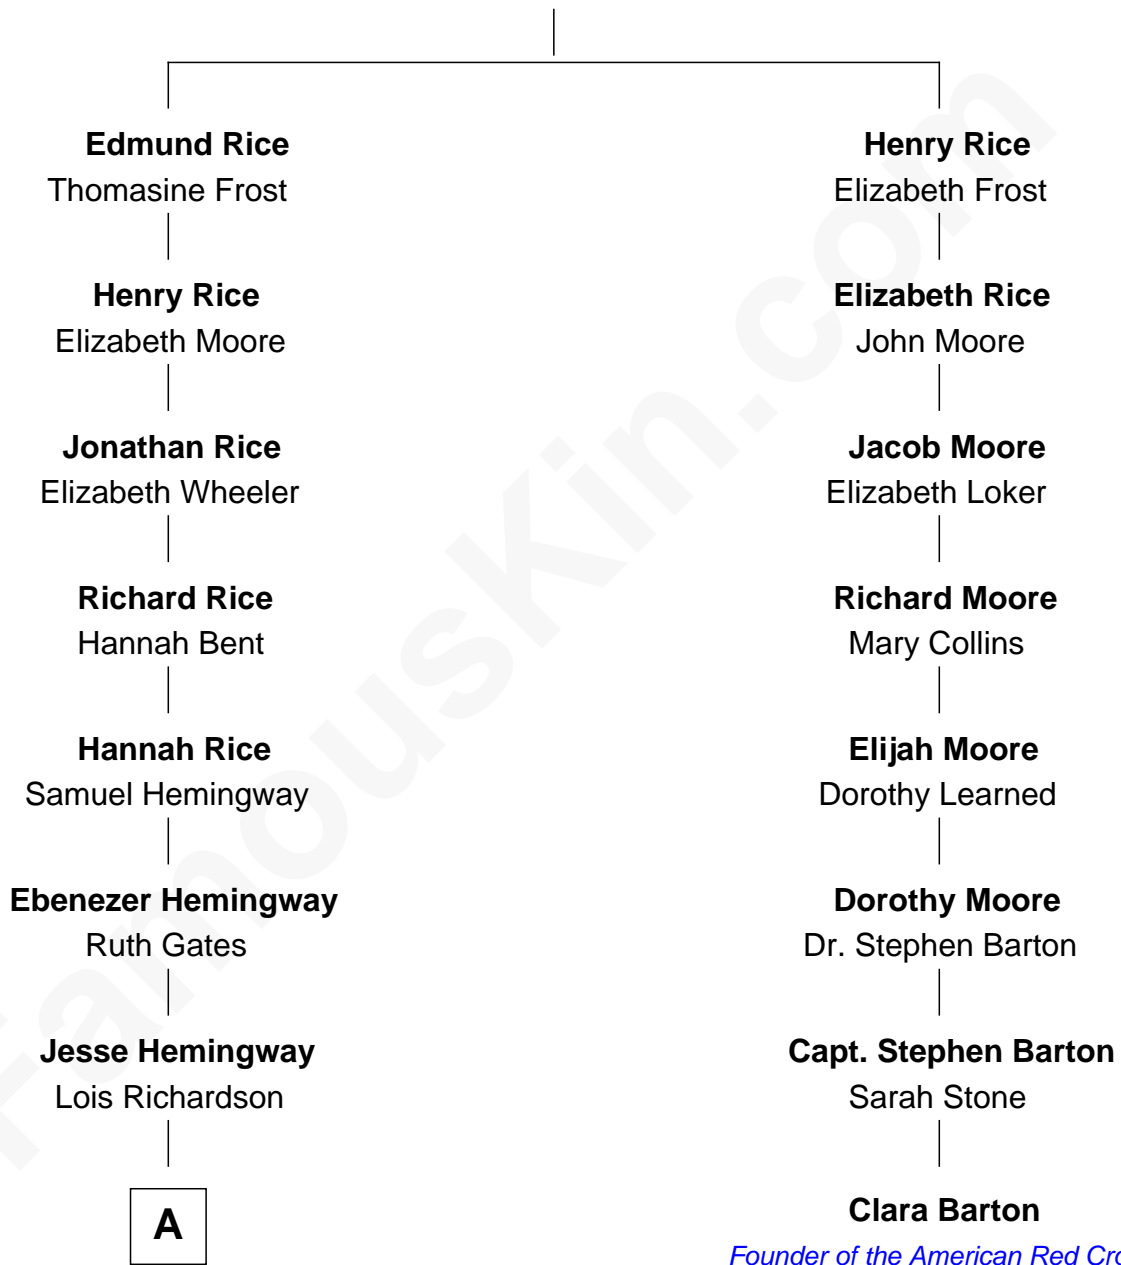 Edmund Rice
Thomasine Frost
Henry Rice
Elizabeth Moore
Jonathan Rice
Elizabeth Wheeler
Richard Rice
Hannah Bent
Hannah Rice
Samuel Hemingway
Ebenezer Hemingway
Ruth Gates
Jesse Hemingway
Lois Richardson
A
Henry Rice
Elizabeth Frost
Elizabeth Rice
John Moore
Jacob Moore
Elizabeth Loker
Richard Moore
Mary Collins
Elijah Moore
Dorothy Learned
Dorothy Moore
Dr. Stephen Barton
Capt. Stephen Barton
Sarah Stone
Clara Barton
Founder of the American Red Cro
FamousKin.com